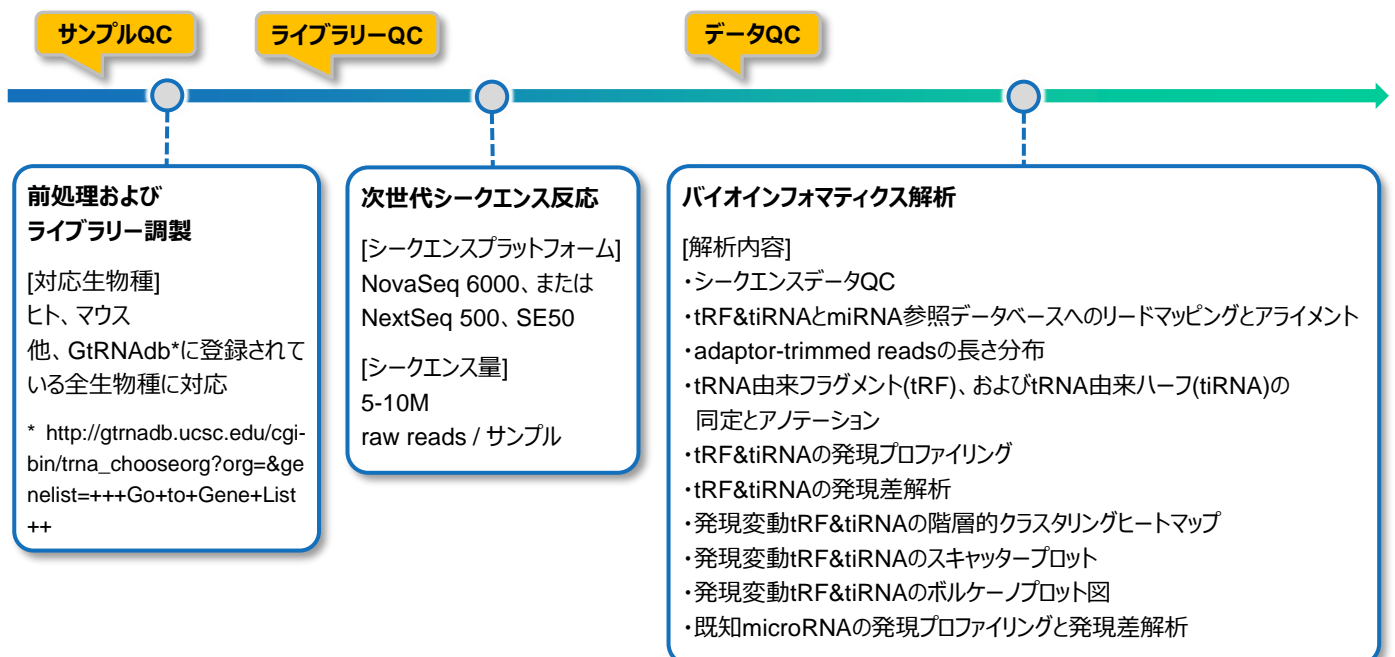 サンプルQC
ライブラリーQC
データQC
前処理および
ライブラリー調製
[対応生物種]
ヒト、マウス
他、GtRNAdb*に登録されて
いる全生物種に対応
* http://gtrnadb.ucsc.edu/cgi-
bin/trna_chooseorg?org=&ge
nelist=+++Go+to+Gene+List
++
次世代シークエンス反応
[シークエンスプラットフォーム]
NovaSeq 6000、または
NextSeq 500、SE50
[シークエンス量]
5-10M
raw reads / サンプル
バイオインフォマティクス解析
[解析内容]
・シークエンスデータQC
・tRF&tiRNAとmiRNA参照データベースへのリードマッピングとアライメント
・adaptor-trimmed readsの長さ分布
・tRNA由来フラグメント(tRF)、およびtRNA由来ハーフ(tiRNA)の
同定とアノテーション
・tRF&tiRNAの発現プロファイリング
・tRF&tiRNAの発現差解析
・発現変動tRF&tiRNAの階層的クラスタリングヒートマップ
・発現変動tRF&tiRNAのスキャッタープロット
・発現変動tRF&tiRNAのボルケーノプロット図
・既知microRNAの発現プロファイリングと発現差解析